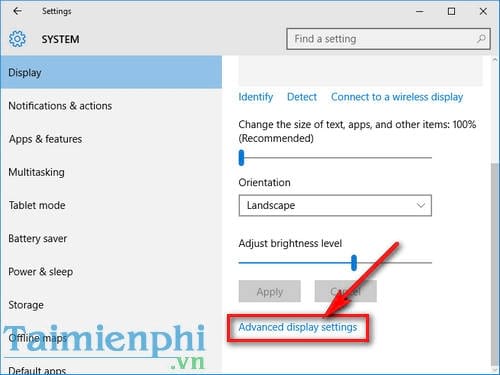 Settings
SYSTEM
Find a setting
Display
Notifications & actions
Apps & features
Multitasking
Tablet mode
Battery saver
Power & sleep
Storage
Offline maps
Default apps
Identify Detect Connect to a wireless display
Change the size of text, apps, and other items: 100%
(Recommended)
Orientation
Landscape
Adjust brightness level
Apply Cancel
Advanced display settings
Taimienphi
.vn